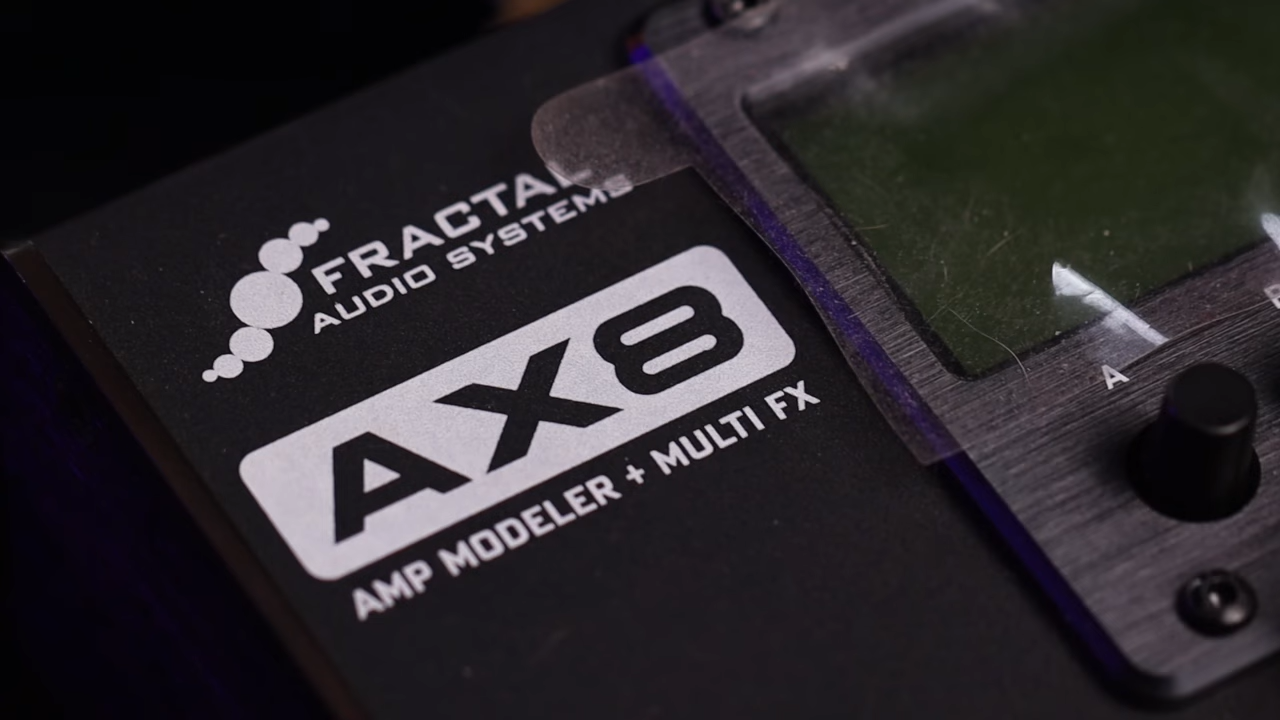 FRACTAL
AUDIO SYSTEMS
AX8
AMP MODELER + MULTI FX
A